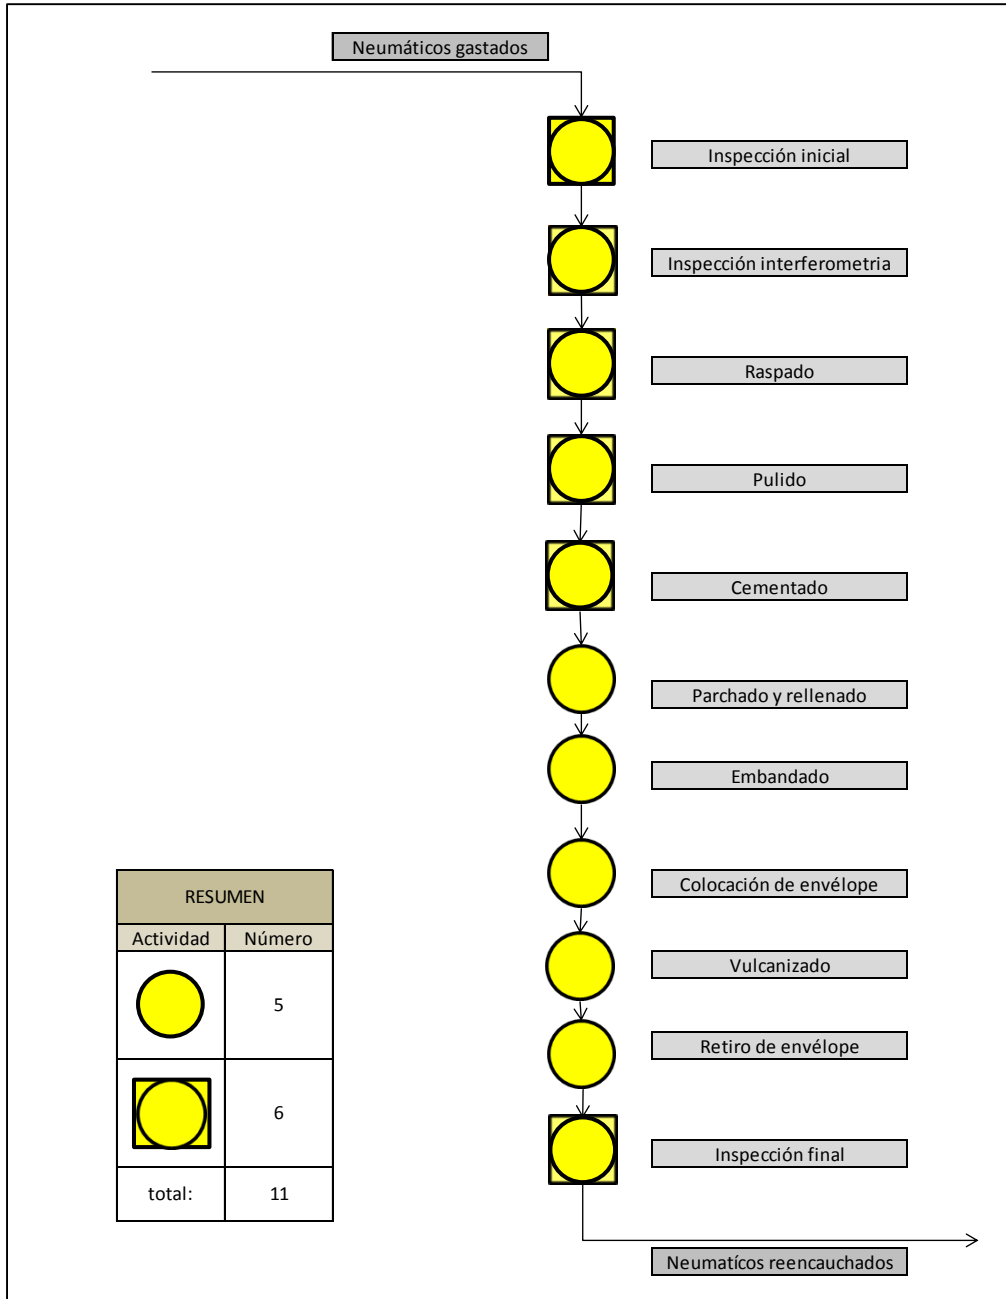 Neumáticos gastados
Inspección inicial
Inspección interferometria
Raspado
Pulido
Cementado
Parchado y rellenado
Embandado
Colocación de envélope
Vulcanizado
Retiro de envélope
Inspección final
Neumatícos reencauchados
RESUMEN
Actividad Número
5
6
total: 11